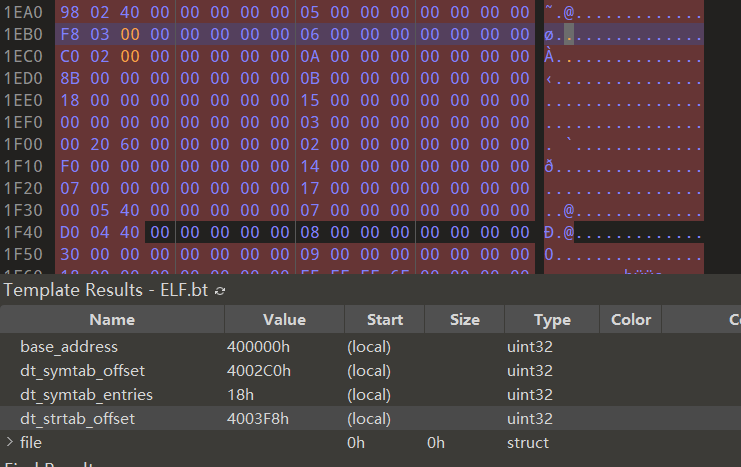 1EA0 98 02 40 00 00 00 00 00 05 00 00 00 00 00 00 00 ˜.@.............
1EB0 F8 03 00 00 00 00 00 00 06 00 00 00 00 00 00 00 ø...............
1EC0 C0 02 00 00 00 00 00 00 0A 00 00 00 00 00 00 00 À...............
1ED0 8B 00 00 00 00 00 00 00 0B 00 00 00 00 00 00 00 ‹...............
1EE0 18 00 00 00 00 00 00 00 15 00 00 00 00 00 00 00 ................
1EF0 00 00 00 00 00 00 00 00 03 00 00 00 00 00 00 00 ................
1F00 00 20 60 00 00 00 00 00 02 00 00 00 00 00 00 00 . `.............
1F10 F0 00 00 00 00 00 00 00 14 00 00 00 00 00 00 00 ð...............
1F20 07 00 00 00 00 00 00 00 17 00 00 00 00 00 00 00 ................
1F30 00 05 40 00 00 00 00 00 07 00 00 00 00 00 00 00 ..@.............
1F40 D0 04 40 00 00 00 00 00 08 00 00 00 00 00 00 00 Ð.@.............
1F50 30 00 00 00 00 00 00 00 09 00 00 00 00 00 00 00 0...............
Template Results - ELF.bt
Name Value Start Size Type Color Co
base_address 400000h (local) uint32
dt_symtab_offset 4002C0h (local) uint32
dt_symtab_entries 18h (local) uint32
dt_strtab_offset 4003F8h (local) uint32
> file 0h 0h struct